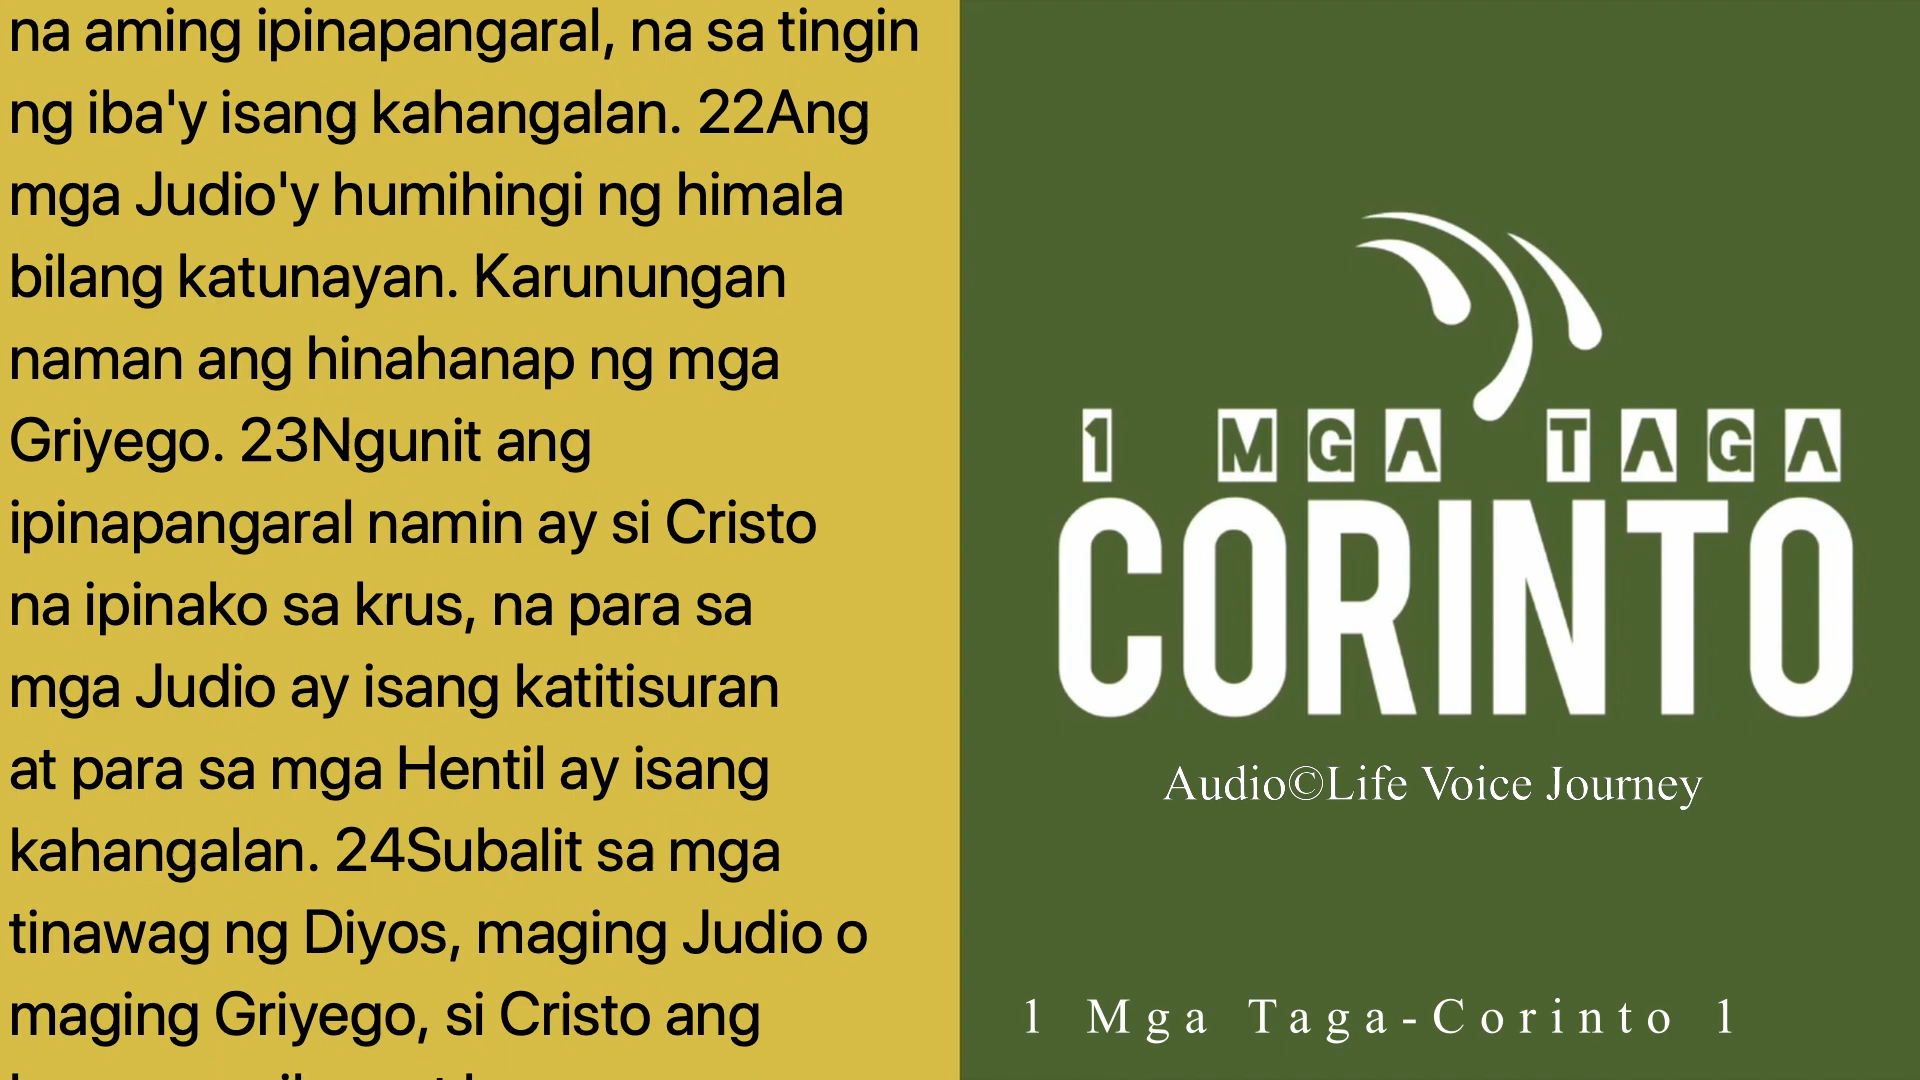 na aming ipinapangaral, na sa tingin
ng iba'y isang kahangalan. 22Ang
mga Judio'y humihingi ng himala
bilang katunayan. Karunungan
naman ang hinahanap ng mga
Griyego. 23Ngunit ang
ipinapangaral namin ay si Cristo
na ipinako sa krus, na para sa
mga Judio ay isang katitisuran
at para sa mga Hentil ay isang
kahangalan. 24Subalit sa mga
tinawag ng Diyos, maging Judio o
maging Griyego, si Cristo ang
1 MGA TAGA
CORINTO
Audio©Life Voice Journey
1 Mga Taga-Corinto 1